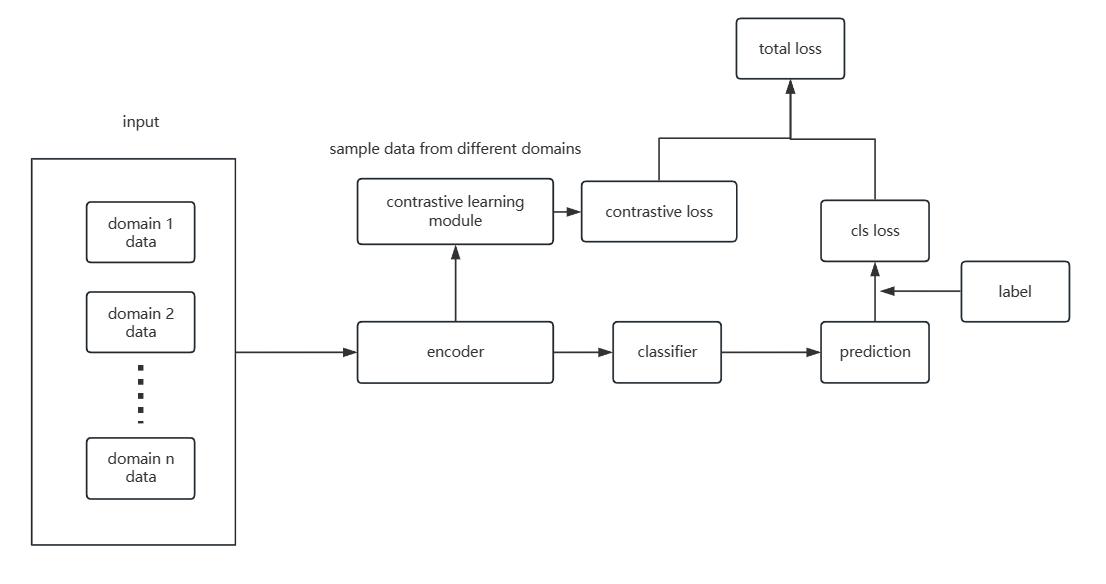 total loss
input
sample data from different domains
contrastive learning
module
contrastive loss
domain 1
data
cls loss
label
domain 2
data
encoder
classifier
prediction
domain n
data